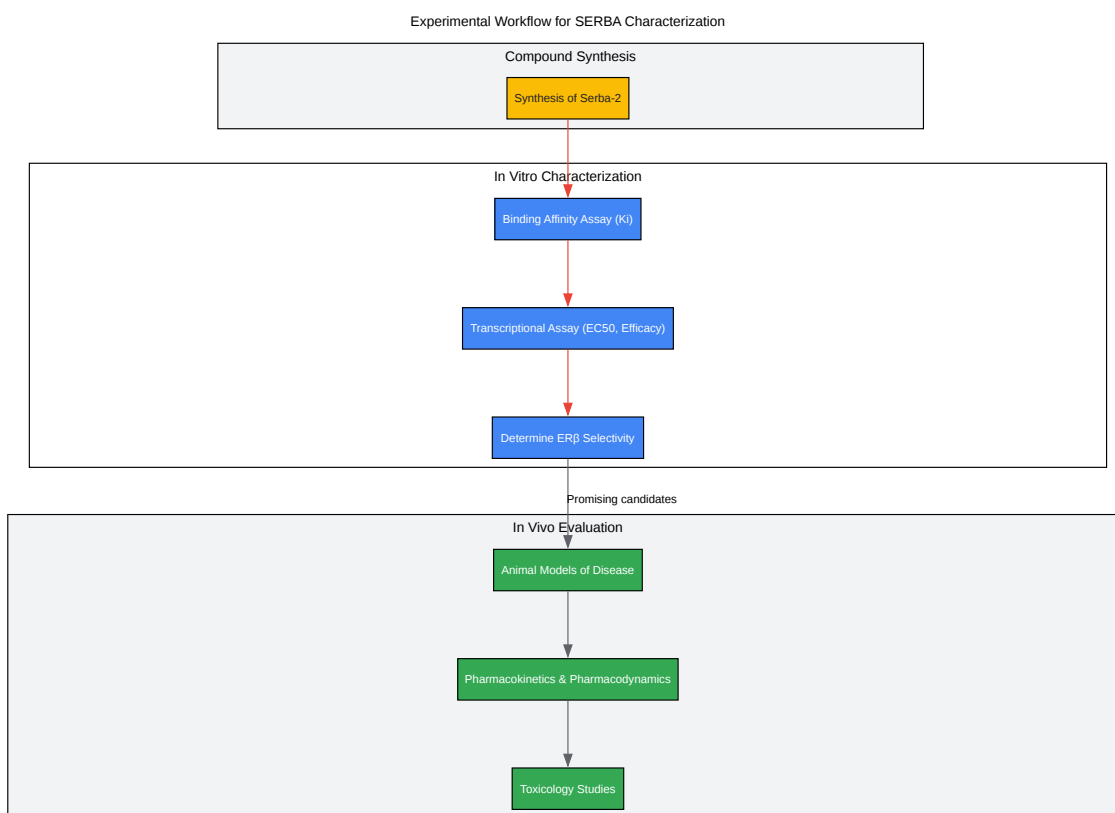 Experimental Workflow for SERBA Characterization
Compound Synthesis
Synthesis of Serba-2
In Vitro Characterization
Binding Affinity Assay (Ki)
Transcriptional Assay (EC50, Efficacy)
Determine ERβ Selectivity
Promising candidates
In Vivo Evaluation
Animal Models of Disease
Pharmacokinetics & Pharmacodynamics
Toxicology Studies